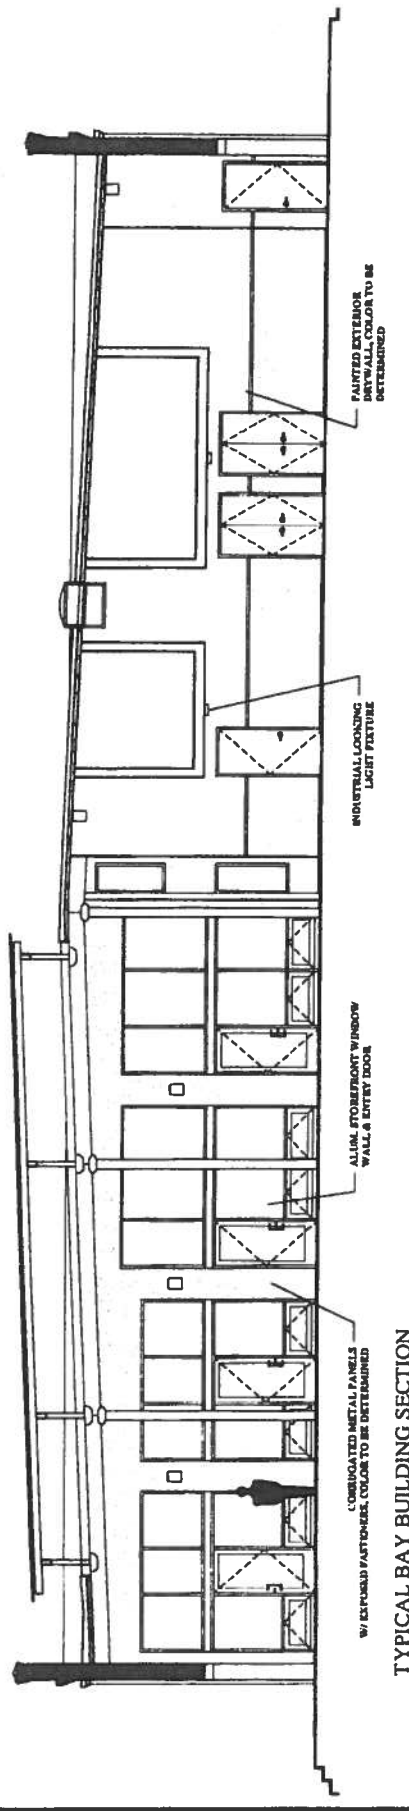 CORRUGATED METAL PANELS
W/ EXPOSED FASTENERS, COLOR TO BE DETERMINED
ALUM. STOREFRONT WINDOW
WALL & ENTRY DOOR
INDUSTRIAL LOOKING
LIGHT FIXTURE
PAINTED EXTERIOR
DRYWALL, COLOR TO BE
DETERMINED
TYPICAL BAY BUILDING SECTION